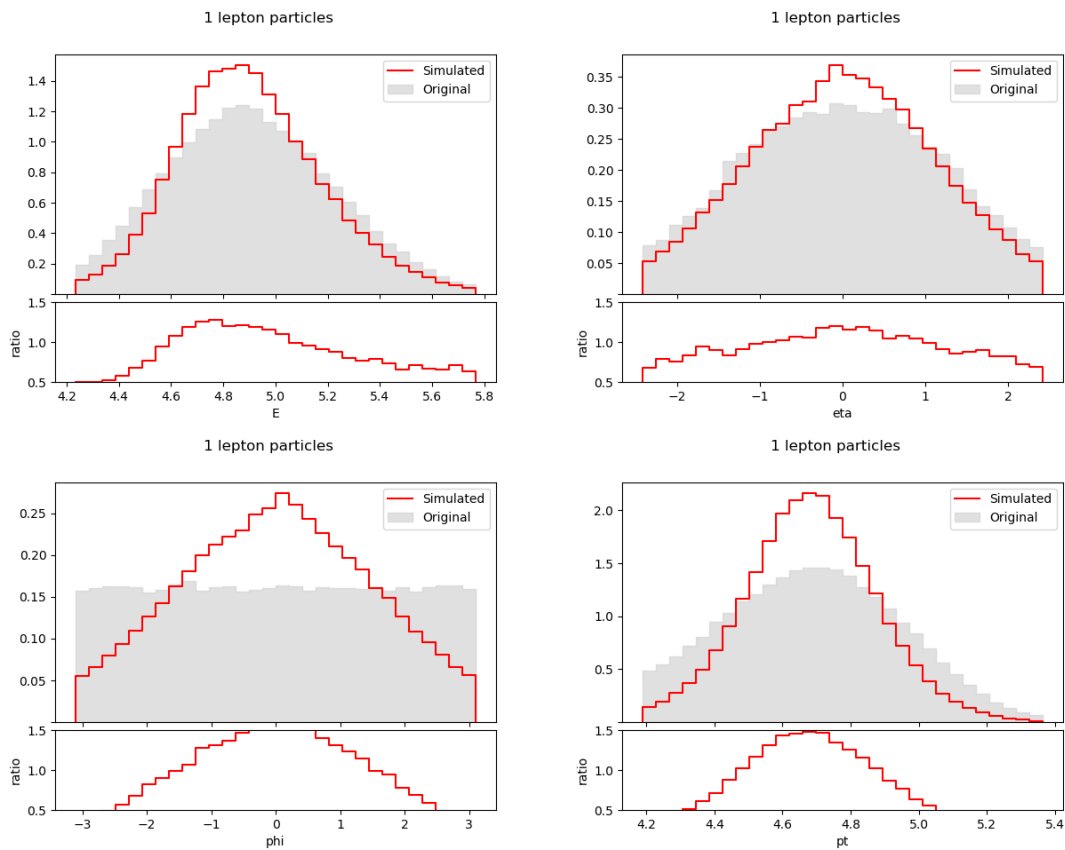 1 lepton particles
1 lepton particles
Simulated
Original
1.4
1.2
1.0
0.8
0.6
0.4
0.2
1.5
1.0
0.5
ratio
4.2 4.4 4.6 4.8 5.0 5.2 5.4 5.6 5.8
E
Simulated
Original
0.35
0.30
0.25
0.20
0.15
0.10
0.05
1.5
1.0
0.5
ratio
−2 −1 0 1 2
eta
1 lepton particles
1 lepton particles
Simulated
Original
0.25
0.20
0.15
0.10
0.05
1.5
1.0
0.5
ratio
−3 −2 −1 0 1 2 3
phi
Simulated
Original
2.0
1.5
1.0
0.5
1.5
1.0
0.5
ratio
4.2 4.4 4.6 4.8 5.0 5.2 5.4
pt